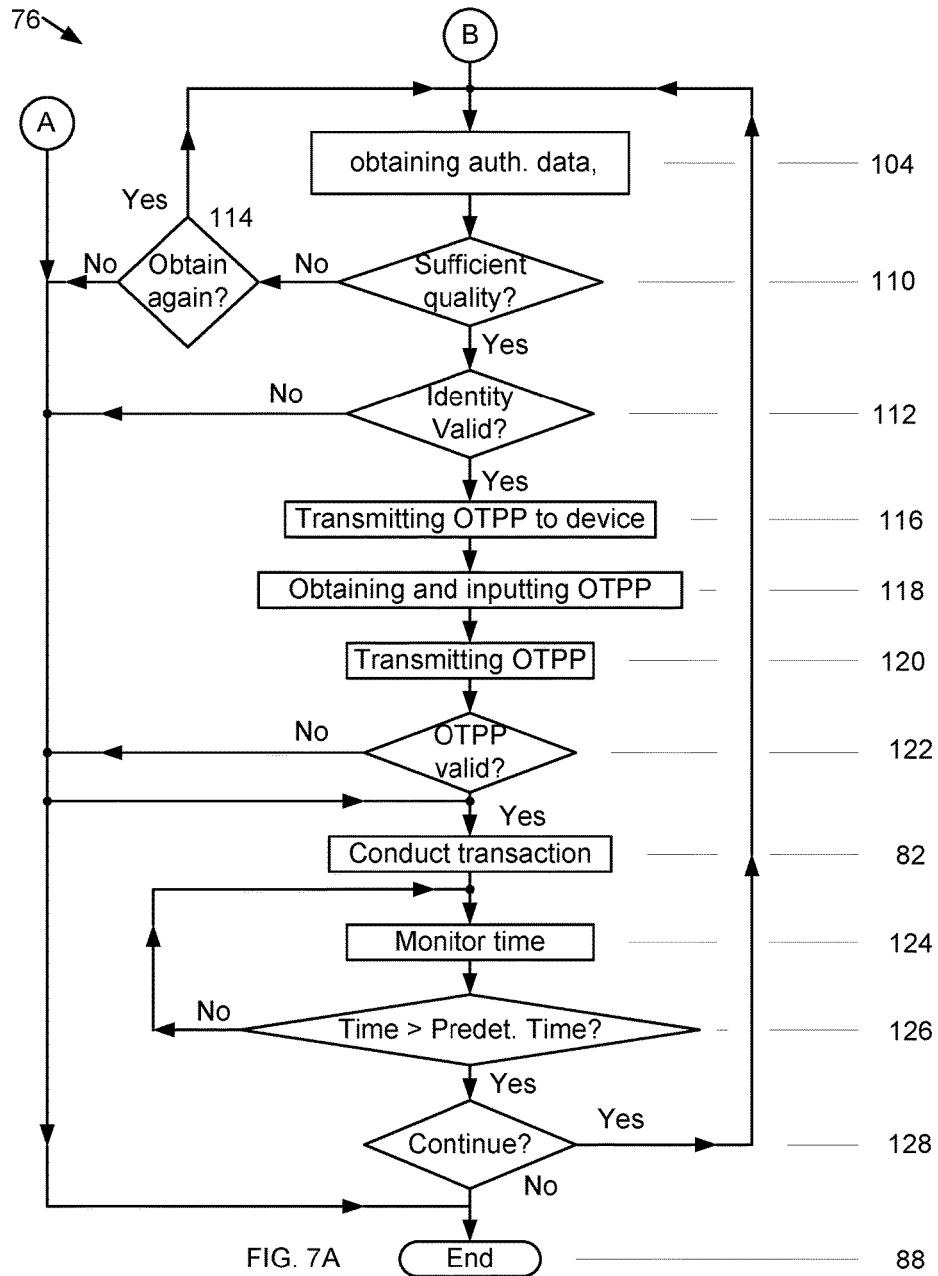 76
B
A
obtaining auth. data,
104
Yes
114
No
Obtain
again?
No
Sufficient
quality?
110
Yes
No
Identity
Valid?
112
Yes
Transmitting OTPP to device
116
Obtaining and inputting OTPP
118
Transmitting OTPP
120
No
OTPP
valid?
122
Yes
Conduct transaction
82
Monitor time
124
No
Time > Predet. Time?
126
Yes
Continue?
Yes
128
No
FIG. 7A
End
88